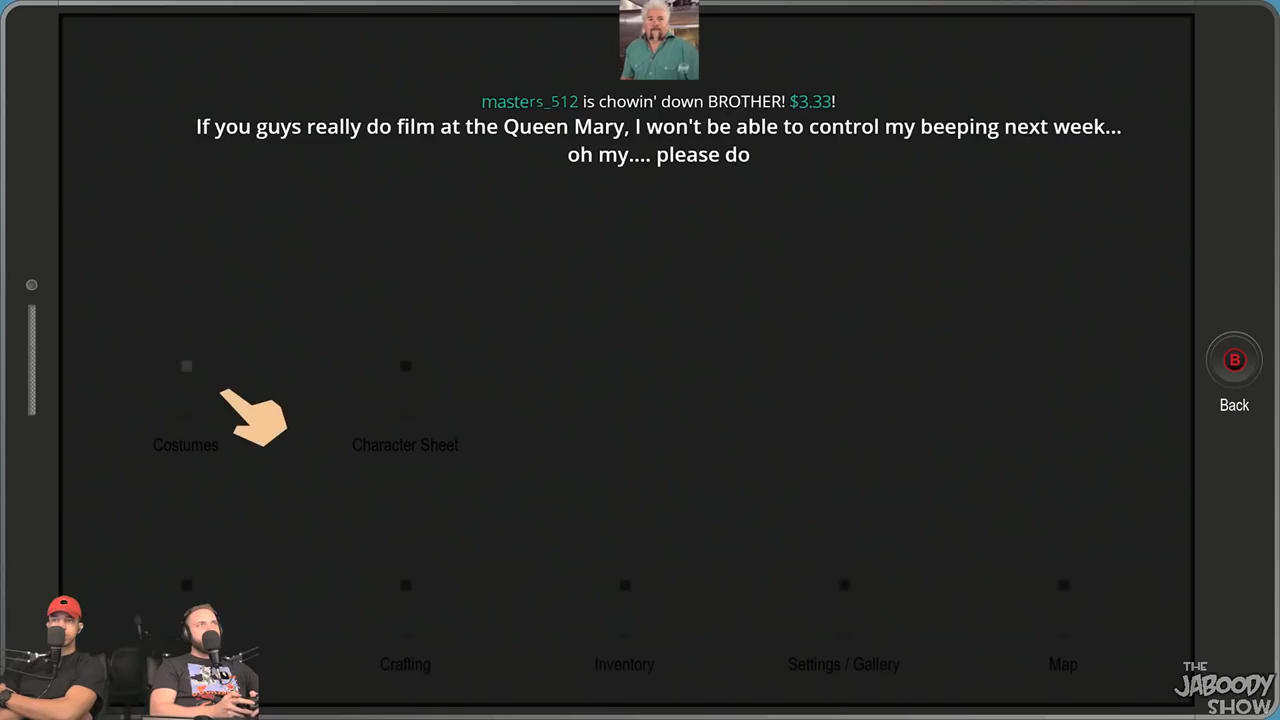 masters_512 is chowin' down BROTHER! $3.33!
If you guys really do film at the Queen Mary, I won't be able to control my beeping next week...
oh my.... please do
B
Back
Costumes
Character Sheet
Crafting
Inventory
Settings / Gallery
Map
THE
JABOODY
SHOW